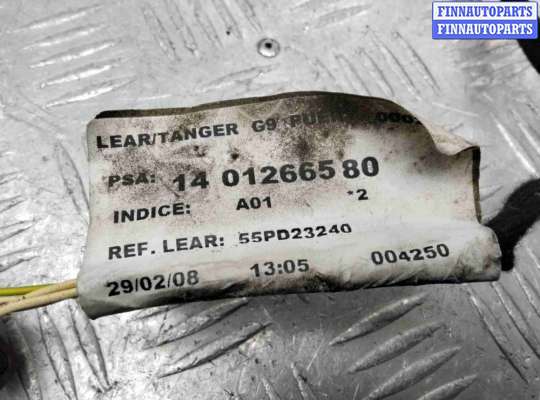 FINNAUTOPARTS
FINNAUTOPARTS
LEAR/TANGER G9
PSA: 14 01266580
INDICE: A01 *2
REF. LEAR: 55PD23240
29/02/08 13:05 004250